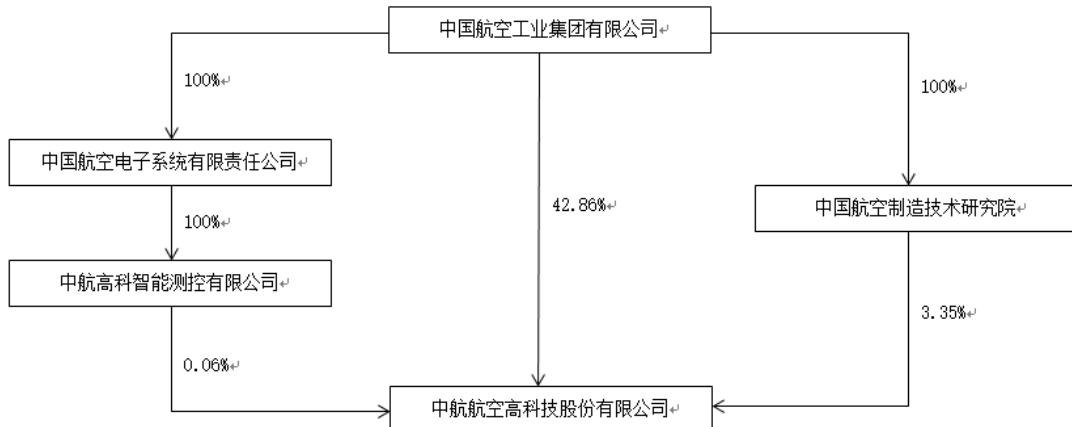 中国航空工业集团有限公司↵
100%↵
100%↵
中国航空电子系统有限责任公司↵
42.86%↵
中国航空制造技术研究院↵
100%↵
中航高科智能测控有限公司↵
3.35%↵
0.06%↵
中航航空高科技股份有限公司↵